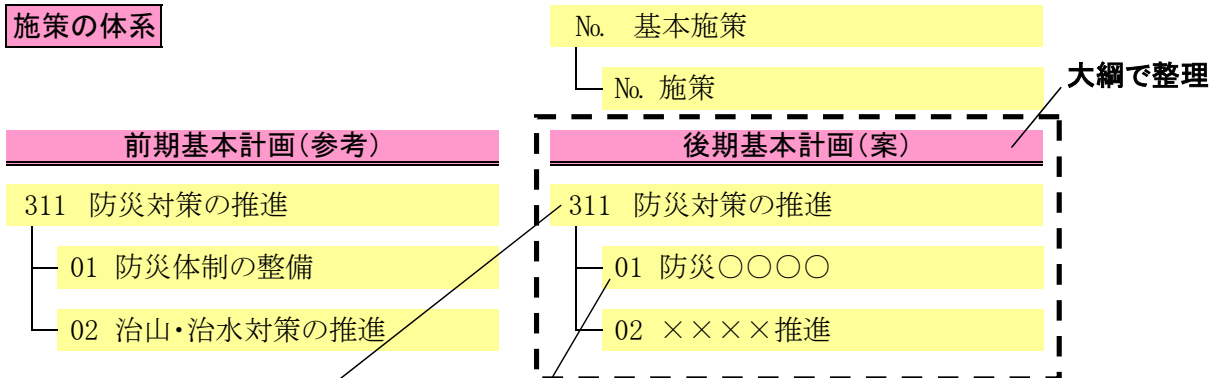 施策の体系
№ 基本施策
№ 施策
大綱で整理
前期基本計画(参考)
後期基本計画(案)
311 防災対策の推進
01 防災体制の整備
02 治山・治水対策の推進
311 防災対策の推進
01 防災○○○○
02 ××××推進